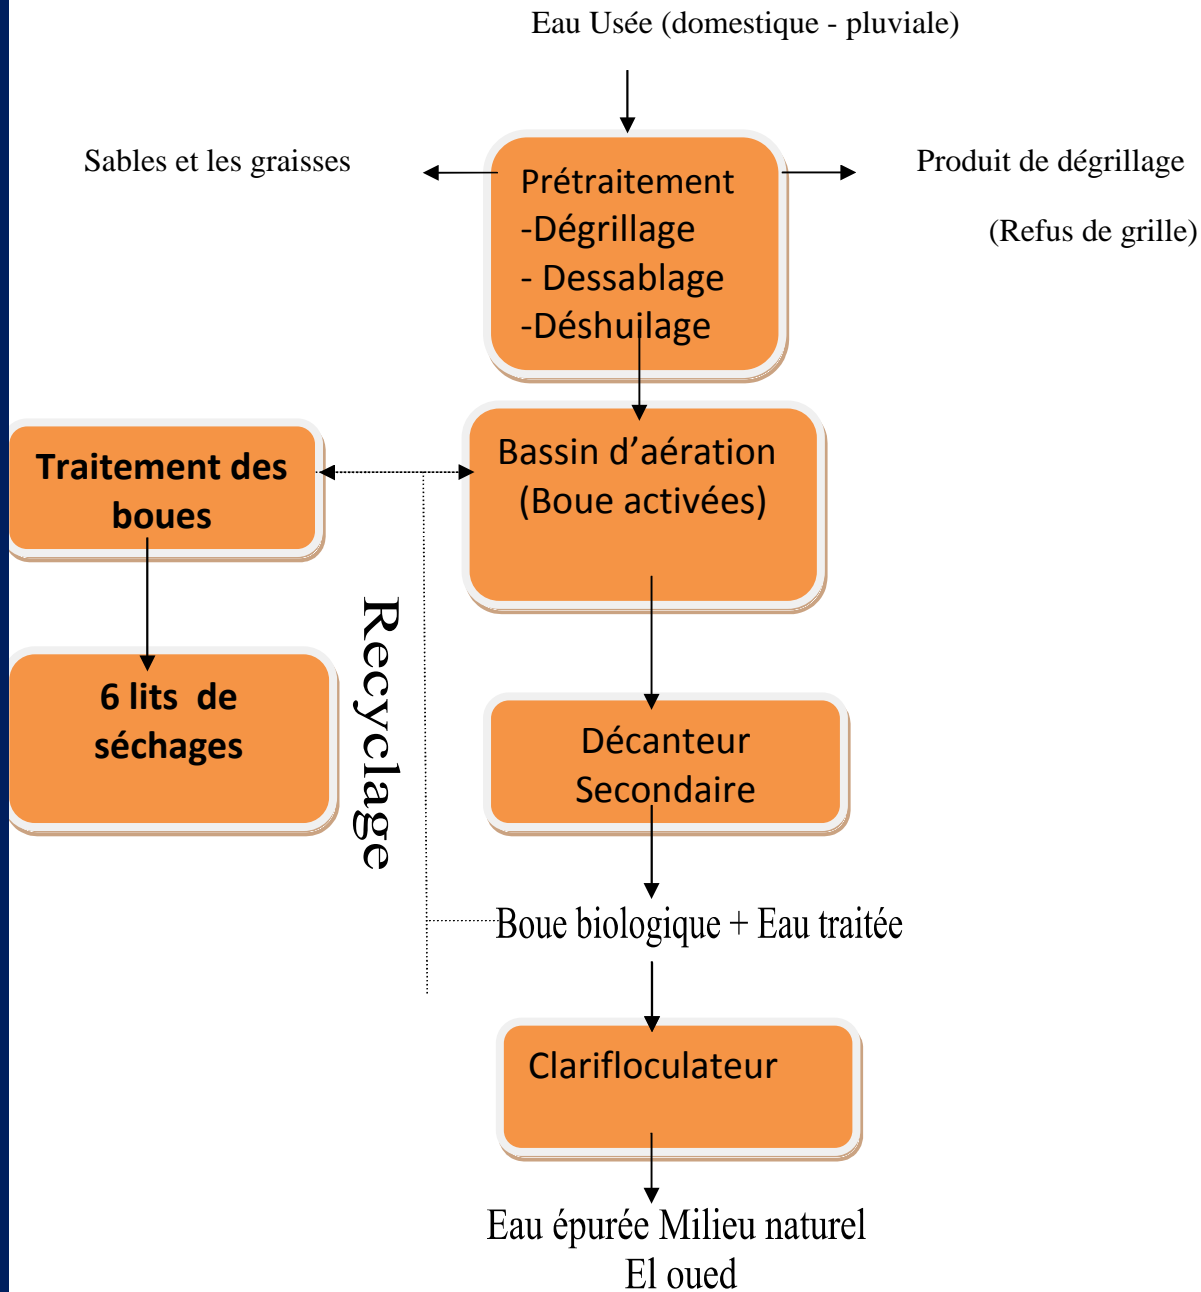 Eau Usée (domestique - pluviale)
Sables et les graisses
Produit de dégrillage
(Refus de grille)
Prétraitement
-Dégrillage
- Dessablage
-Déshuilage
Traitement des
boues
Bassin d’aération
(Boue activées)
Recyclage
6 lits de
séchages
Décanteur
Secondaire
Boue biologique + Eau traitée
Clarifloculateur
Eau épurée Milieu naturel
El oued